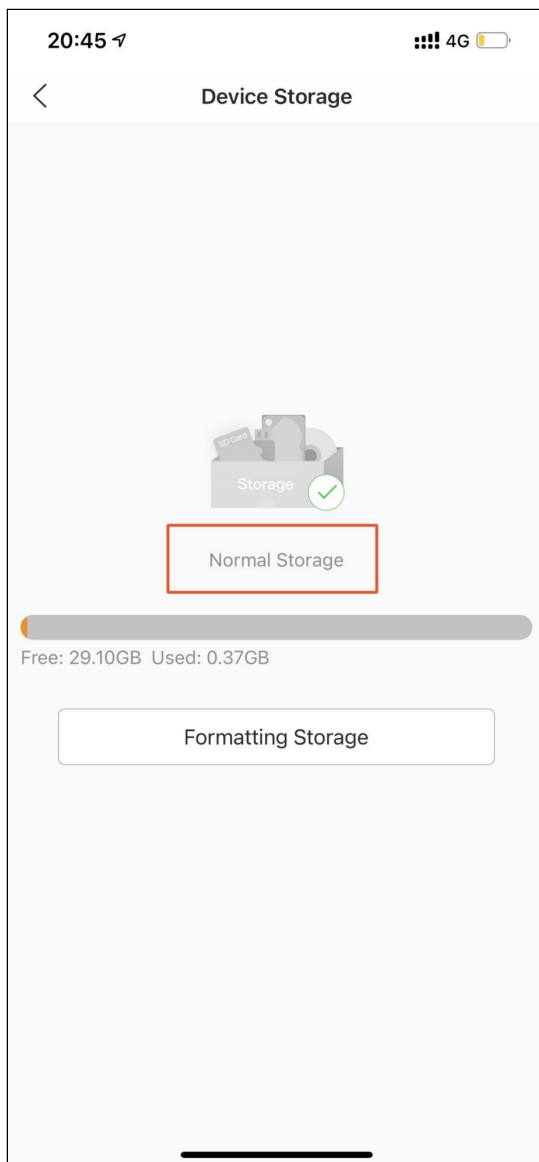 20:45 4G
Device Storage
SD Card
Storage
Normal Storage
Free: 29.10GB Used: 0.37GB
Formatting Storage